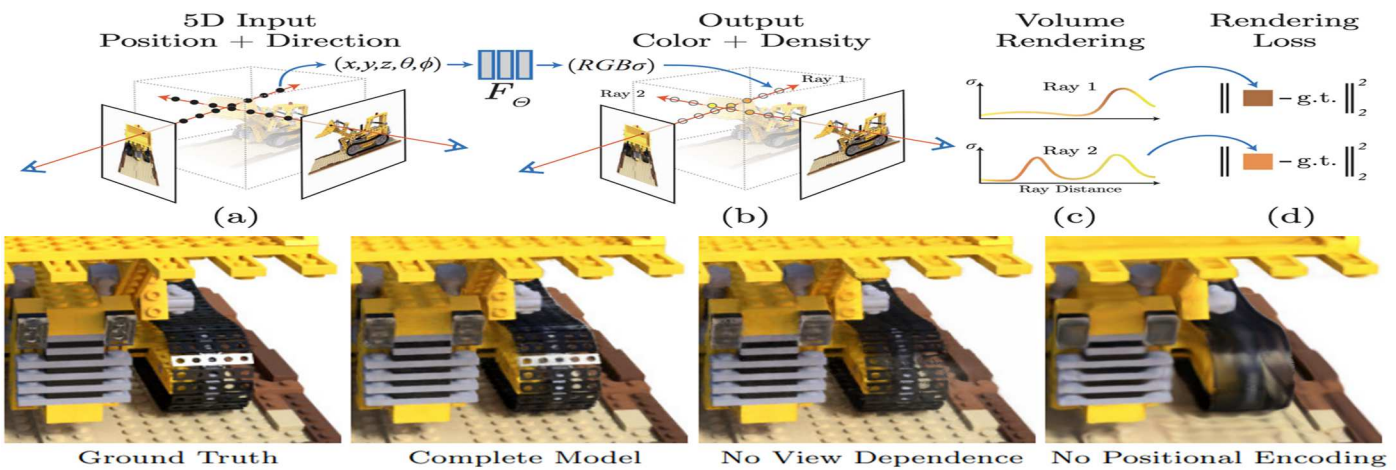 5D Input
Position + Direction
Output
Color + Density
Volume
Rendering
Rendering
Loss
(x,y,z,θ,ϕ)
F_Θ
(RGBσ)
Ray 1
Ray 2
σ
Ray 1
σ
Ray 2
Ray Distance
‖ – g.t. ‖₂²
‖ – g.t. ‖₂²
(a)
(b)
(c)
(d)
Ground Truth
Complete Model
No View Dependence
No Positional Encoding